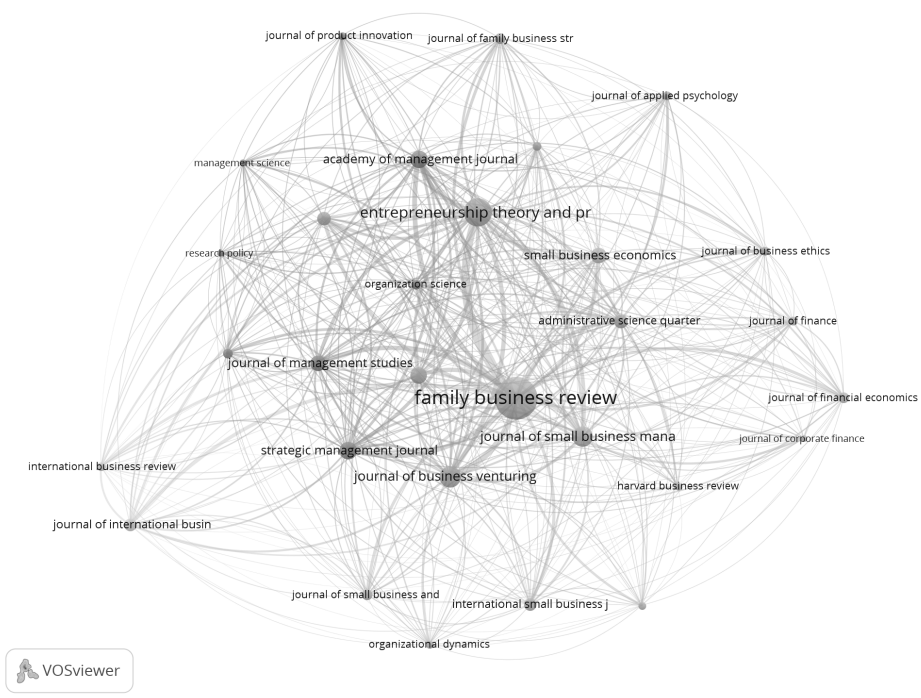 journal of product innovation
journal of family business str
journal of applied psychology
academy of management journal
management science
entrepreneurship theory and pr
journal of business ethics
research policy
small business economics
organization science
administrative science quarter
journal of finance
journal of management studies
family business review
journal of financial economics
journal of small business mana
journal of corporate finance
strategic management journal
international business review
journal of business venturing
harvard business review
journal of international busin
journal of small business and
international small business j
organizational dynamics
VOSviewer